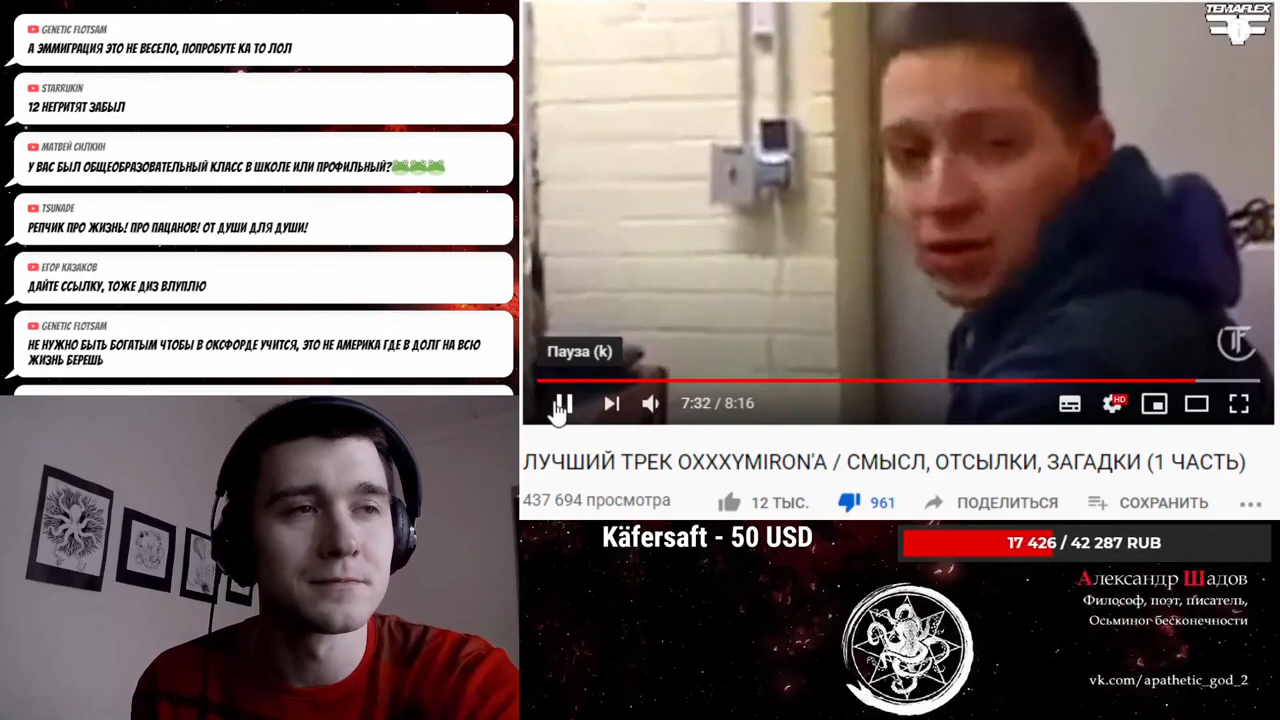 GENETIC FLOTSAM
А ЭММИГРАЦИЯ ЭТО НЕ ВЕСЕЛО, ПОПРОБУТЕ КА ТО ЛОЛ
STARRUKIN
12 НЕГРИТЯТ ЗАБЫЛ
МАТВЕЙ СИЛКИН
У ВАС БЫЛ ОБЩЕОБРАЗОВАТЕЛЬНЫЙ КЛАСС В ШКОЛЕ ИЛИ ПРОФИЛЬНЫЙ?
TSUNADE
РЕПЧИК ПРО ЖИЗНЬ! ПРО ПАЦАНОВ! ОТ ДУШИ ДЛЯ ДУШИ!
ЕГОР КАЗАКОВ
ДАЙТЕ ССЫЛКУ, ТОЖЕ ДИЗ ВЛУПЛЮ
GENETIC FLOTSAM
НЕ НУЖНО БЫТЬ БОГАТЫМ ЧТОБЫ В ОКСФОРДЕ УЧИТСЯ, ЭТО НЕ АМЕРИКА ГДЕ В ДОЛГ НА ВСЮ
ЖИЗНЬ БЕРЕШЬ
TEMAFLEX
TF
Пауза (k)
7:32 / 8:16
HD
ЛУЧШИЙ ТРЕК OXXXYMIRON'А / СМЫСЛ, ОТСЫЛКИ, ЗАГАДКИ (1 ЧАСТЬ)
437 694 просмотра
12 ТЫС.
961
ПОДЕЛИТЬСЯ
СОХРАНИТЬ
Käfersaft - 50 USD
17 426 / 42 287 RUB
Александр Шадов
Философ, поэт, писатель,
Осьминог бесконечности
vk.com/apathetic_god_2